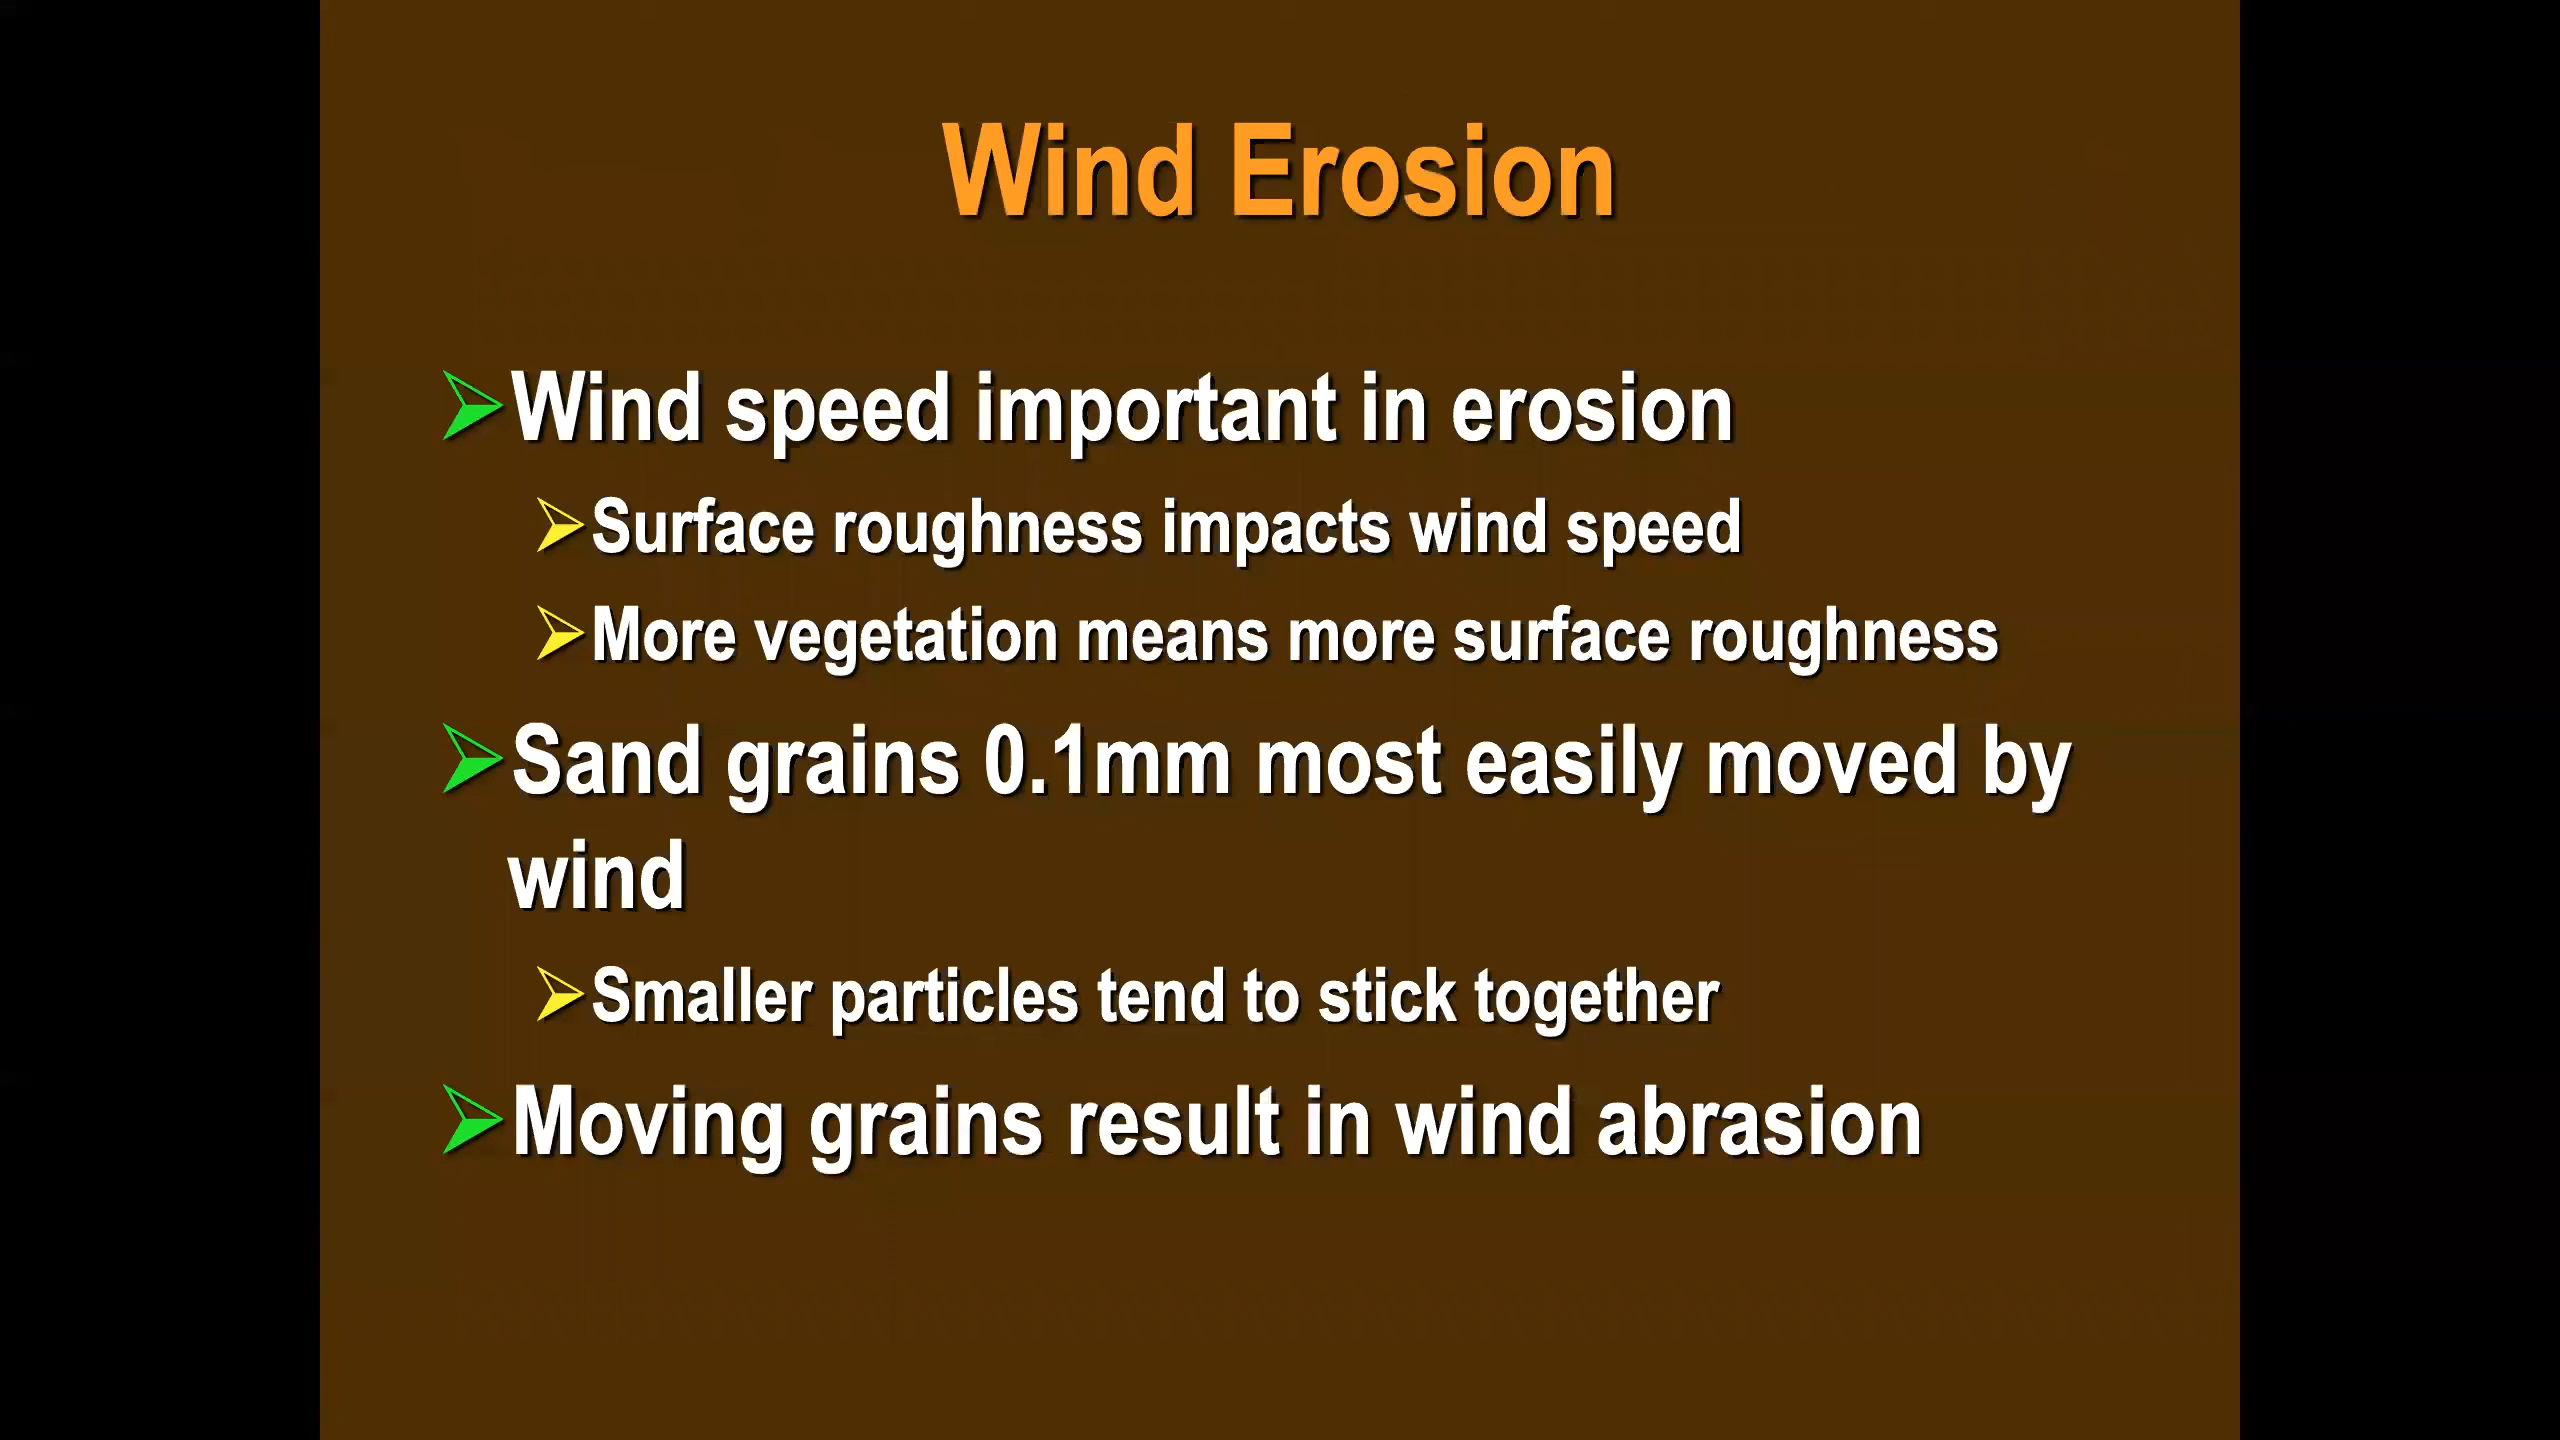 Wind Erosion
Wind speed important in erosion
Surface roughness impacts wind speed
More vegetation means more surface roughness
Sand grains 0.1mm most easily moved by
wind
Smaller particles tend to stick together
Moving grains result in wind abrasion